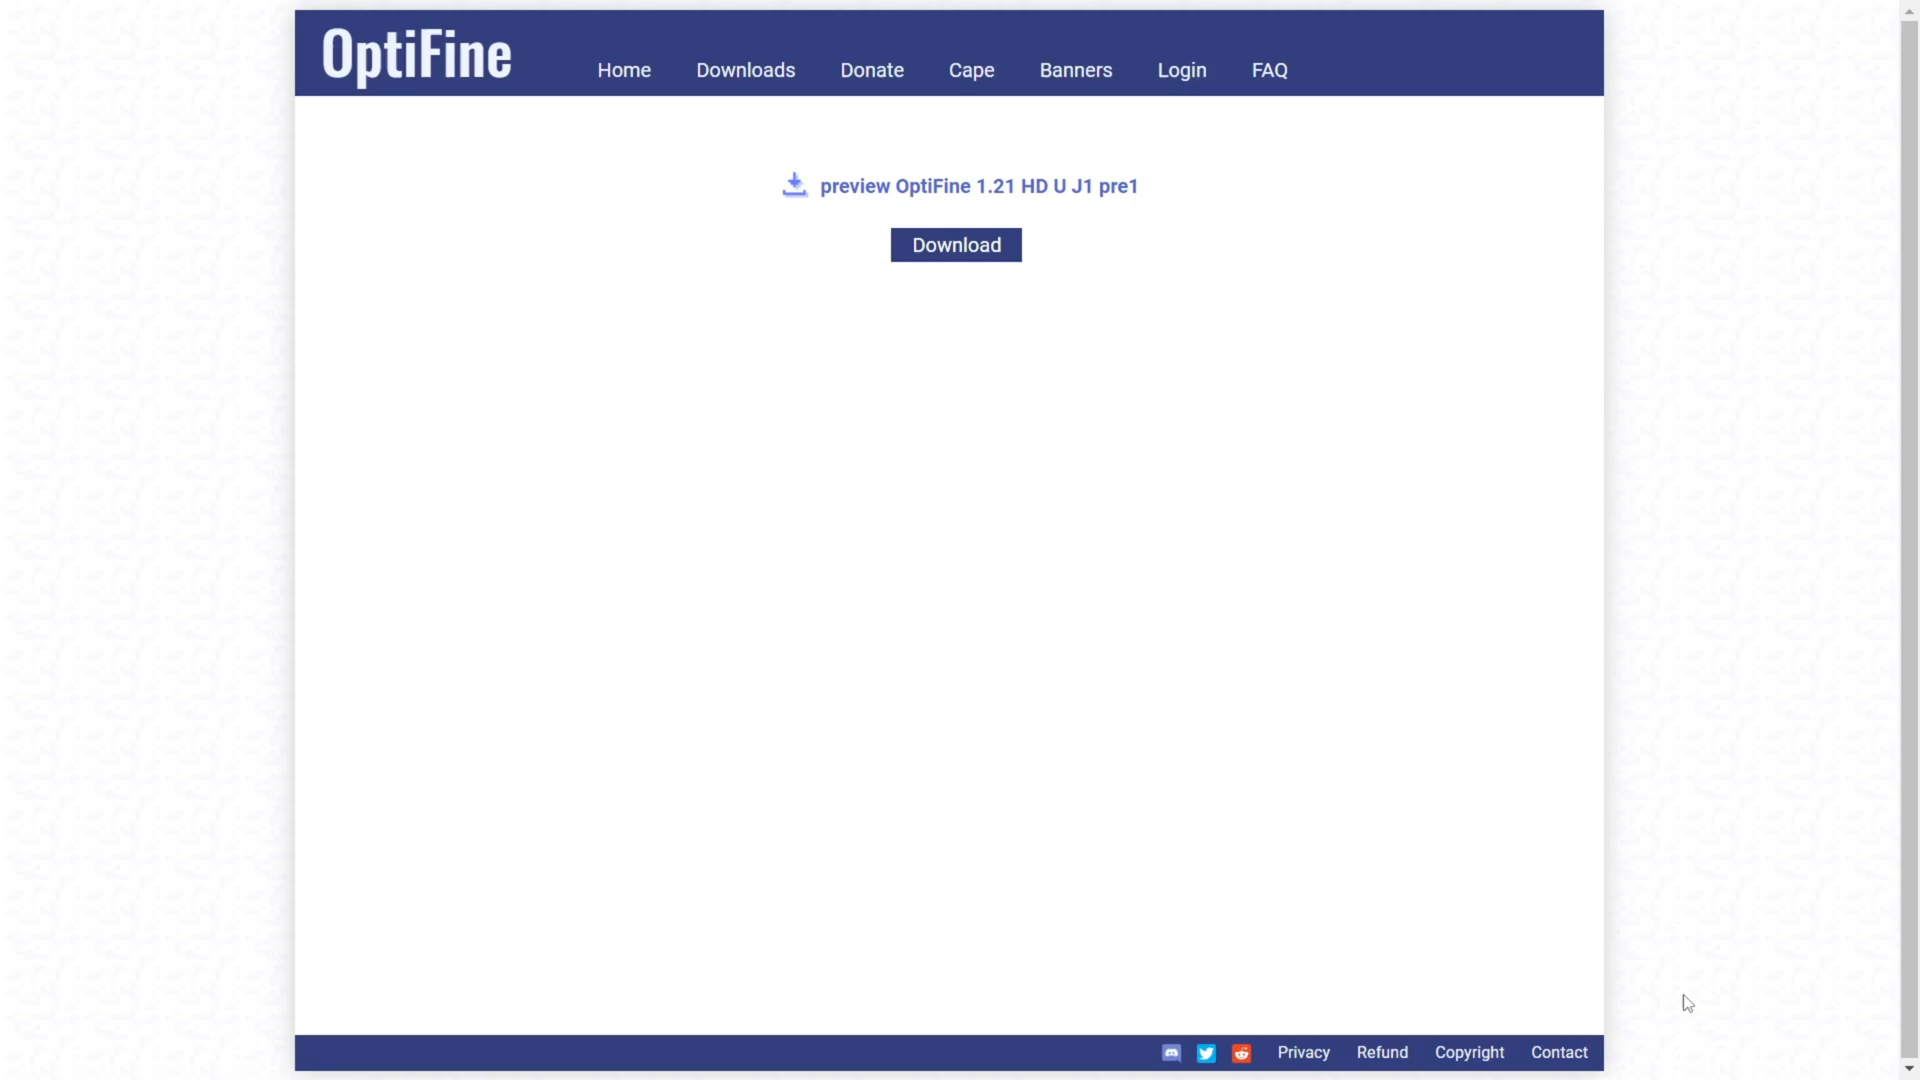 OptiFine
Home Downloads Donate Cape Banners Login FAQ
preview OptiFine 1.21 HD U J1 pre1
Download
Privacy Refund Copyright Contact